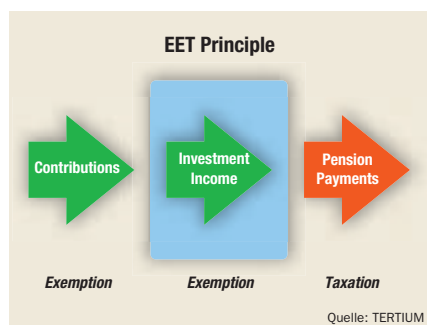 EET Principle
Contributions
Investment
Income
Pension
Payments
Exemption
Exemption
Taxation
Quelle: TERTIUM